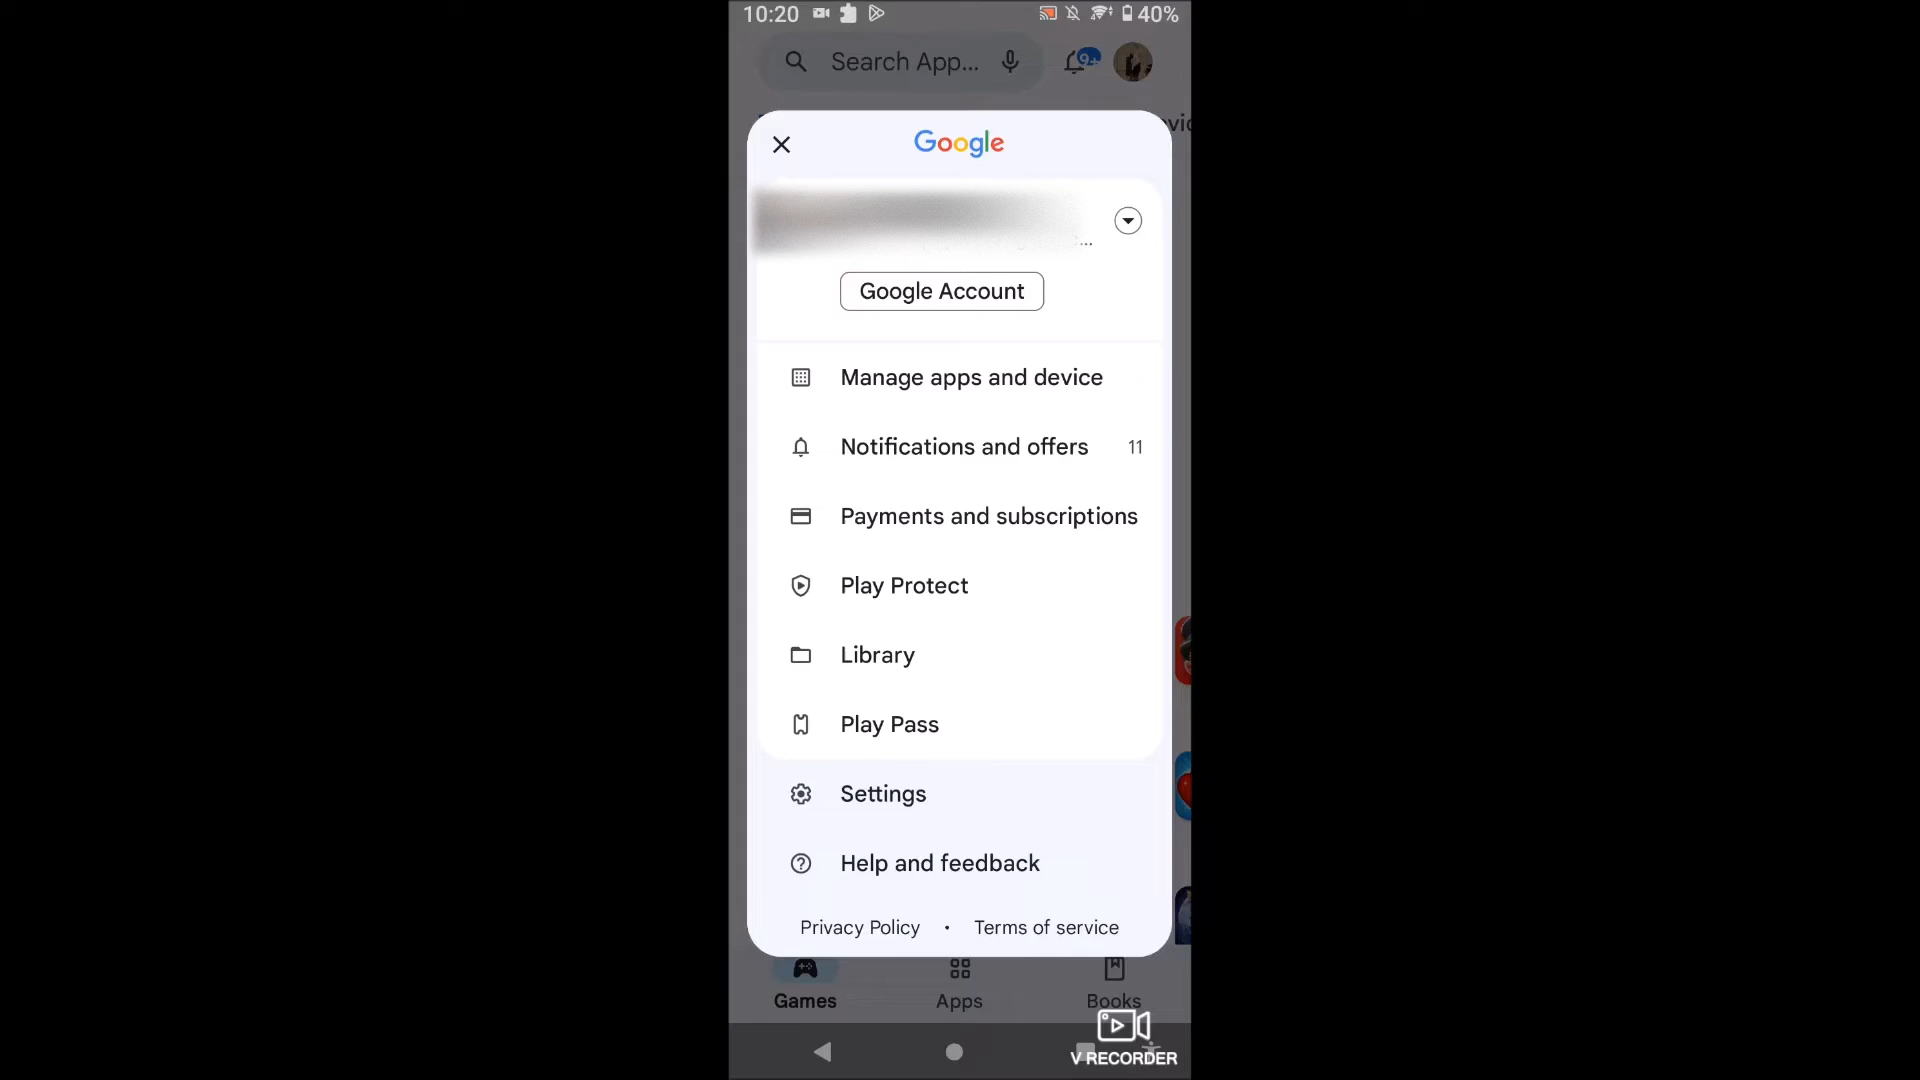 10:20
40%
Search App...
9+
Google
...
Google Account
Manage apps and device
Notifications and offers 11
Payments and subscriptions
Play Protect
Library
Play Pass
Settings
Help and feedback
Privacy Policy • Terms of service
Games Apps Books
V RECORDER